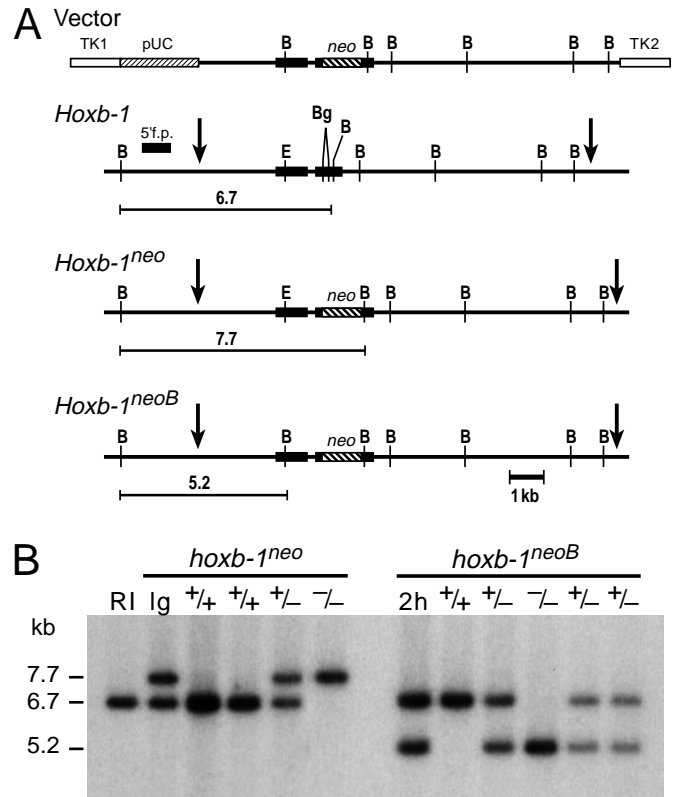 A
Vector
TK1 pUC B neo B B B B B TK2
Hoxb-1
5'f.p. Bg B
B E B B B B
6.7
Hoxb-1neo
B E neo B B B B B
7.7
Hoxb-1neoB
B B neo B B B B B
5.2
1 kb
B
hoxb-1neo hoxb-1neoB
RI Ig +/+ +/+ +/− −/− 2h +/+ +/− −/− +/− +/−
kb
7.7
6.7
5.2